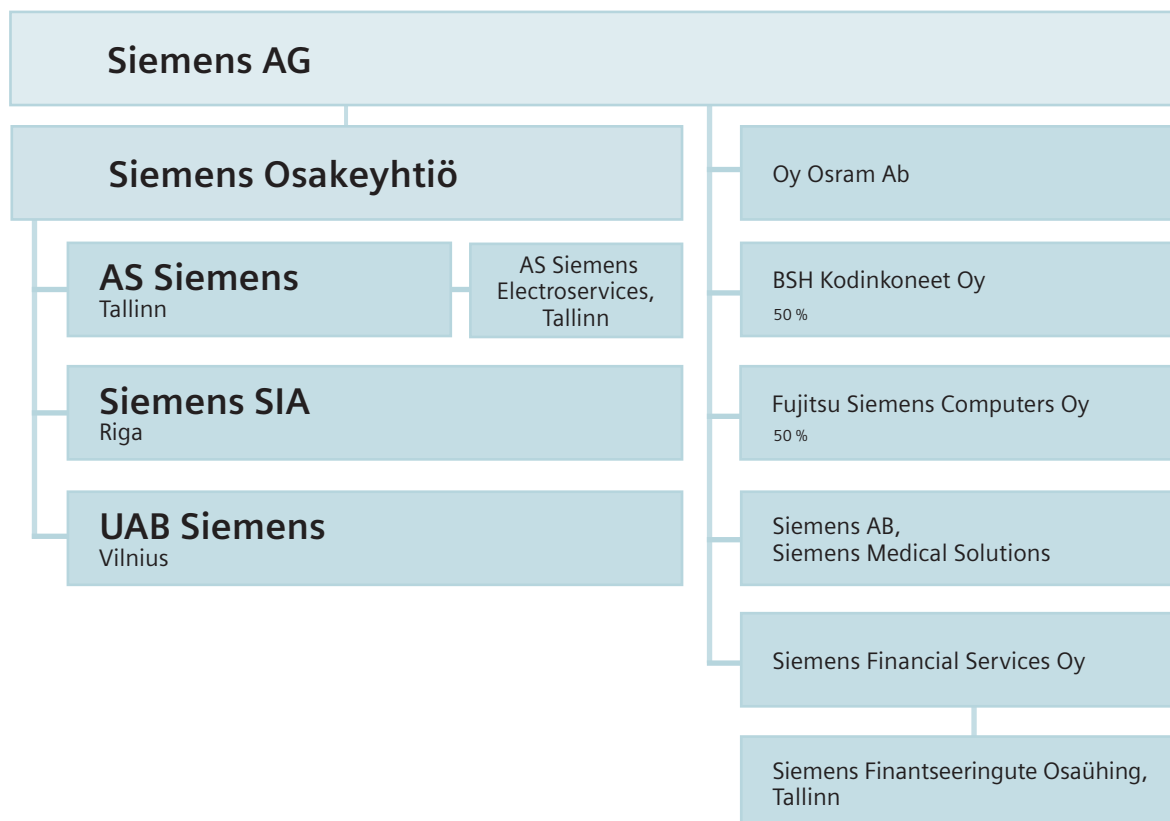 Siemens AG
Siemens Osakeyhtiö
AS Siemens
Tallinn
AS Siemens
Electroservices,
Tallinn
Siemens SIA
Riga
UAB Siemens
Vilnius
Oy Osram Ab
BSH Kodinkoneet Oy
50 %
Fujitsu Siemens Computers Oy
50 %
Siemens AB,
Siemens Medical Solutions
Siemens Financial Services Oy
Siemens Finantseeringute Osaühing,
Tallinn